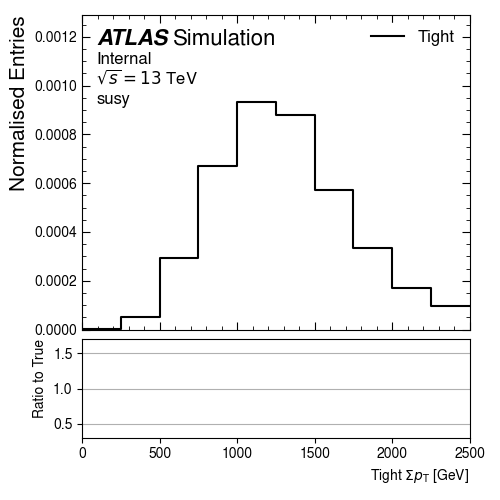 Normalised Entries
0.0012
0.0010
0.0008
0.0006
0.0004
0.0002
0.0000
ATLAS Simulation
Internal
√s = 13 TeV
susy
Tight
Ratio to True
1.5
1.0
0.5
0 500 1000 1500 2000 2500
Tight Σp_T [GeV]